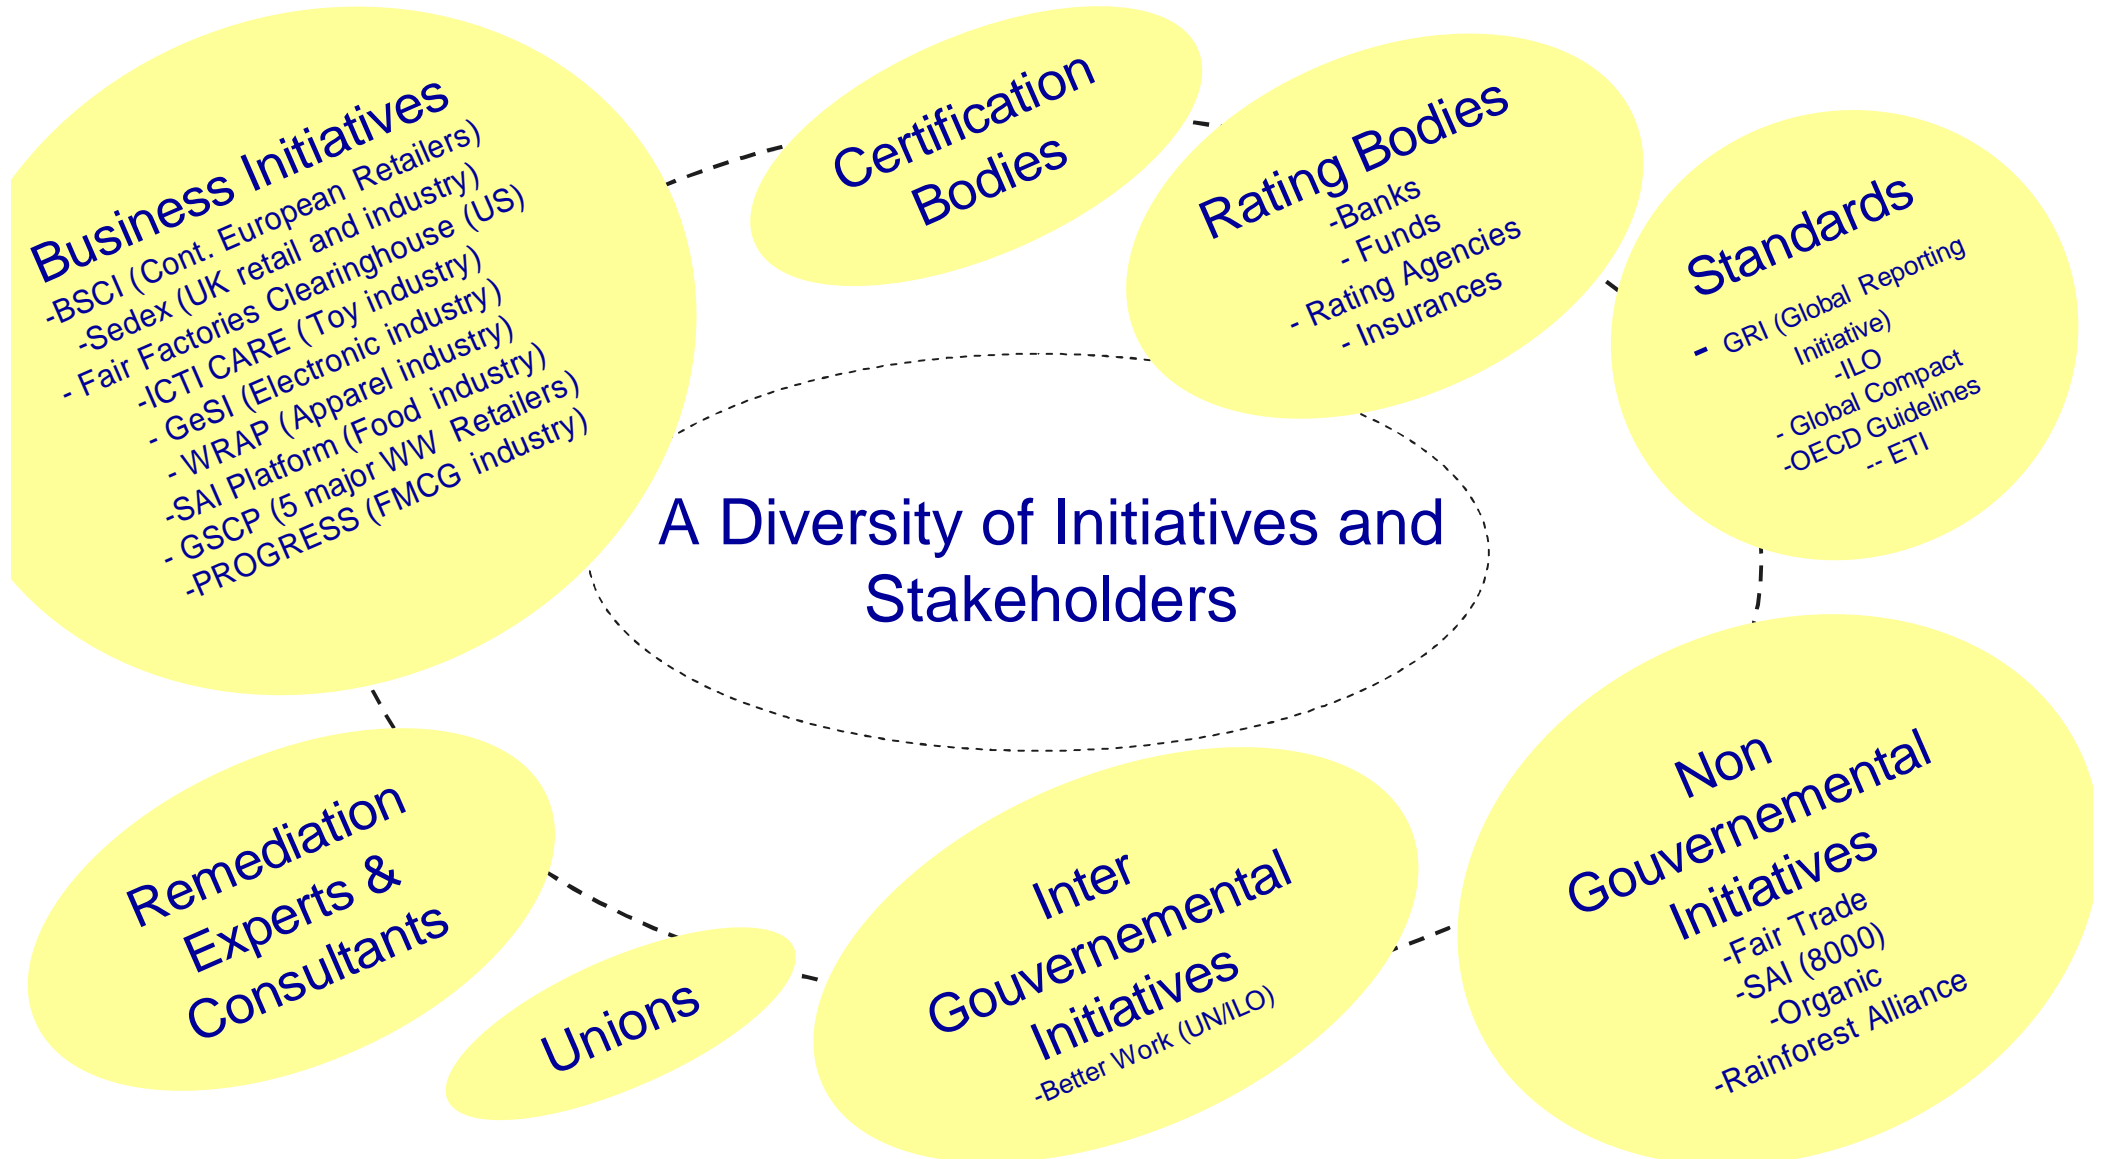 Business Initiatives
-BSCI (Cont. European Retailers)
-Sedex (UK retail and industry)
- Fair Factories Clearinghouse (US)
-ICTI CARE (Toy industry)
- GeSI (Electronic industry)
- WRAP (Apparel industry)
-SAI Platform (Food industry)
- GSCP (5 major WW Retailers)
-PROGRESS (FMCG industry)
Certification
Bodies
Rating Bodies
-Banks
- Funds
- Rating Agencies
- Insurances
Standards
- GRI (Global Reporting
Initiative)
-ILO
- Global Compact
-OECD Guidelines
-- ETI
A Diversity of Initiatives and
Stakeholders
Remediation
Experts &
Consultants
Unions
Inter
Gouvernemental
Initiatives
-Better Work (UN/ILO)
Non
Gouvernemental
Initiatives
-Fair Trade
-SAI (8000)
-Organic
-Rainforest Alliance